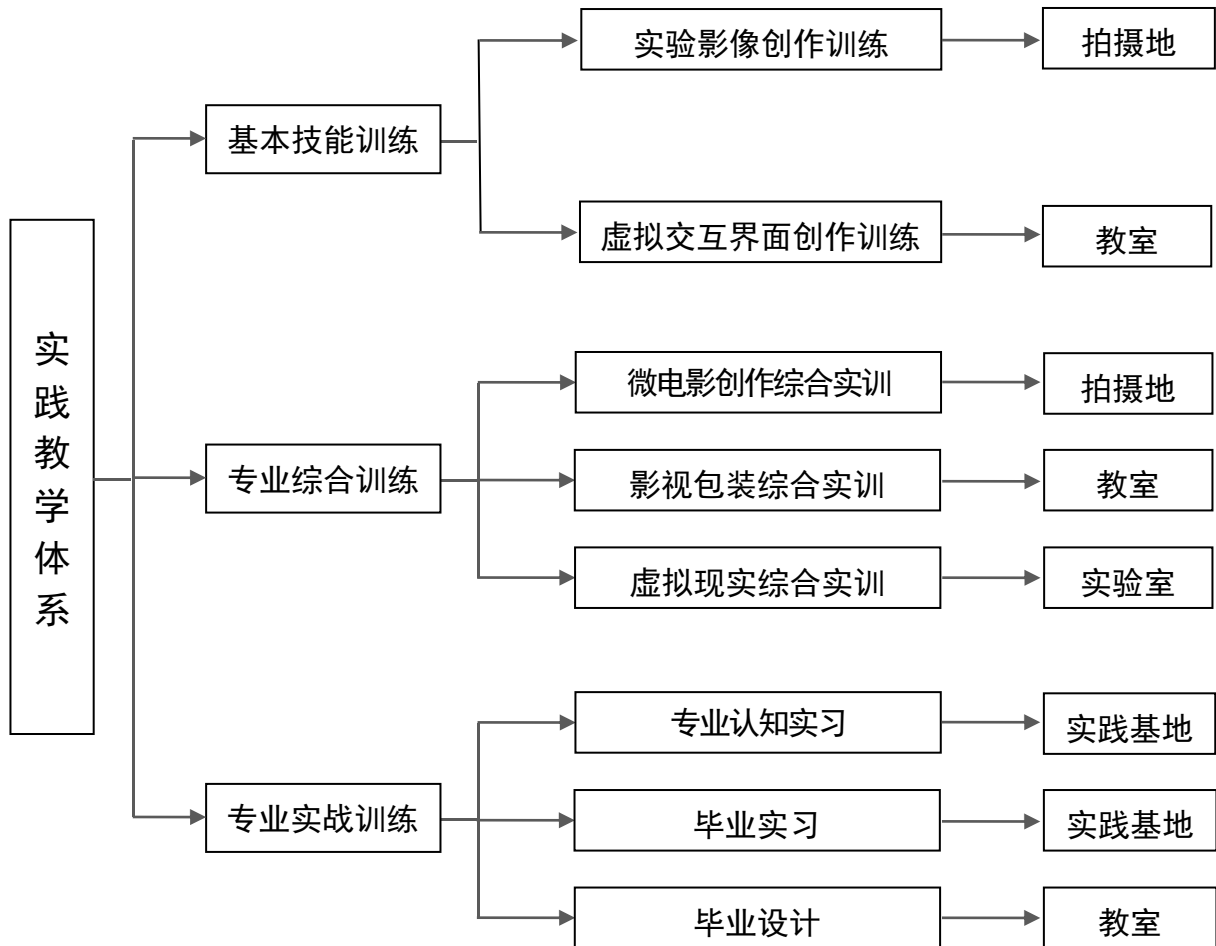 实践教学体系
基本技能训练
实验影像创作训练
拍摄地
虚拟交互界面创作训练
教室
专业综合训练
微电影创作综合实训
拍摄地
影视包装综合实训
教室
虚拟现实综合实训
实验室
专业实战训练
专业认知实习
实践基地
毕业实习
实践基地
毕业设计
教室